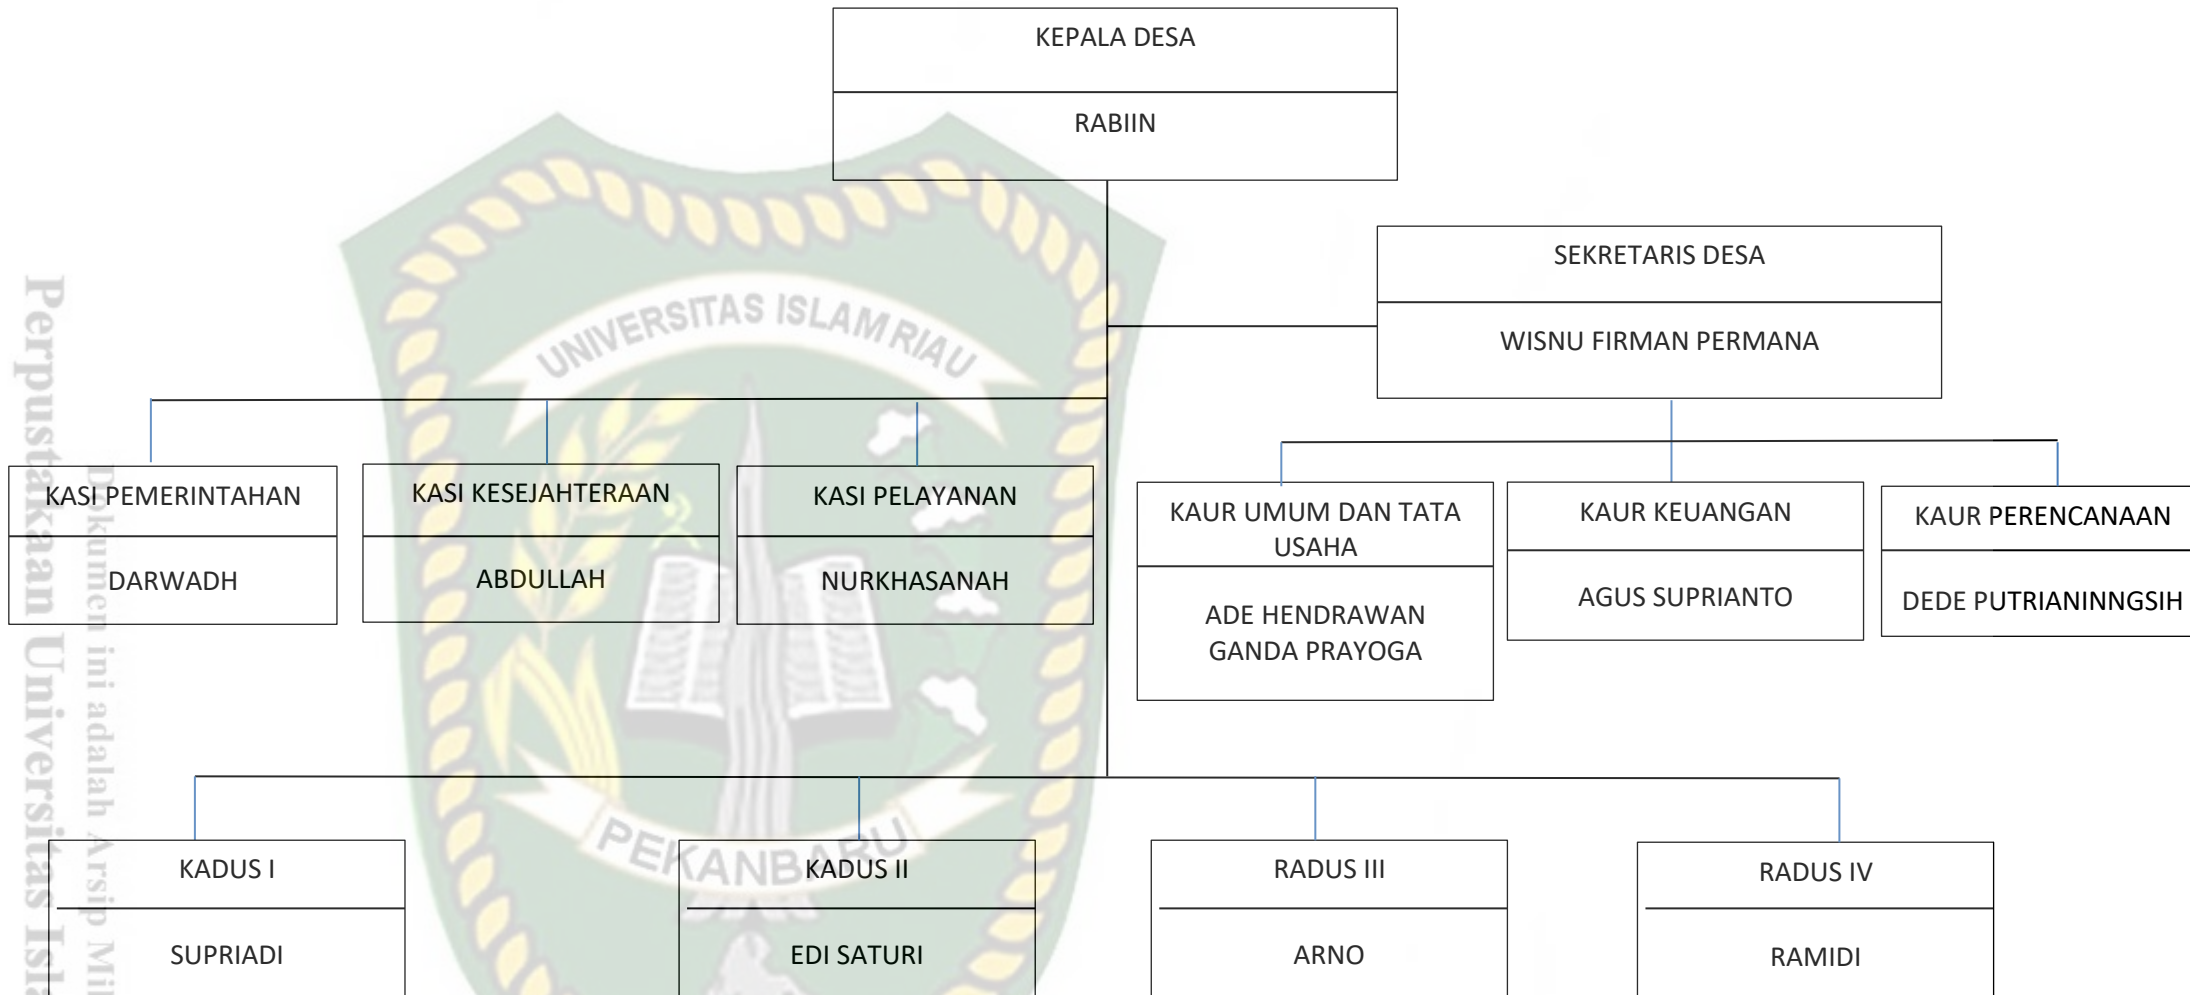 KEPALA DESA
RABIIN
SEKRETARIS DESA
WISNU FIRMAN PERMANA
KASI PEMERINTAHAN
DARWADH
KASI KESEJAHTERAAN
ABDULLAH
KASI PELAYANAN
NURKHASANAH
KAUR UMUM DAN TATA
USAHA
ADE HENDRAWAN
GANDA PRAYOGA
KAUR KEUANGAN
AGUS SUPRIANTO
KAUR PERENCANAAN
DEDE PUTRIANINNGSIH
KADUS I
SUPRIADI
KADUS II
EDI SATURI
RADUS III
ARNO
RADUS IV
RAMIDI
UNIVERSITAS ISLAM RIAU
PEKANBARU
Perpustakaan Universitas Isla
Dokumen ini adalah Arsip Mil